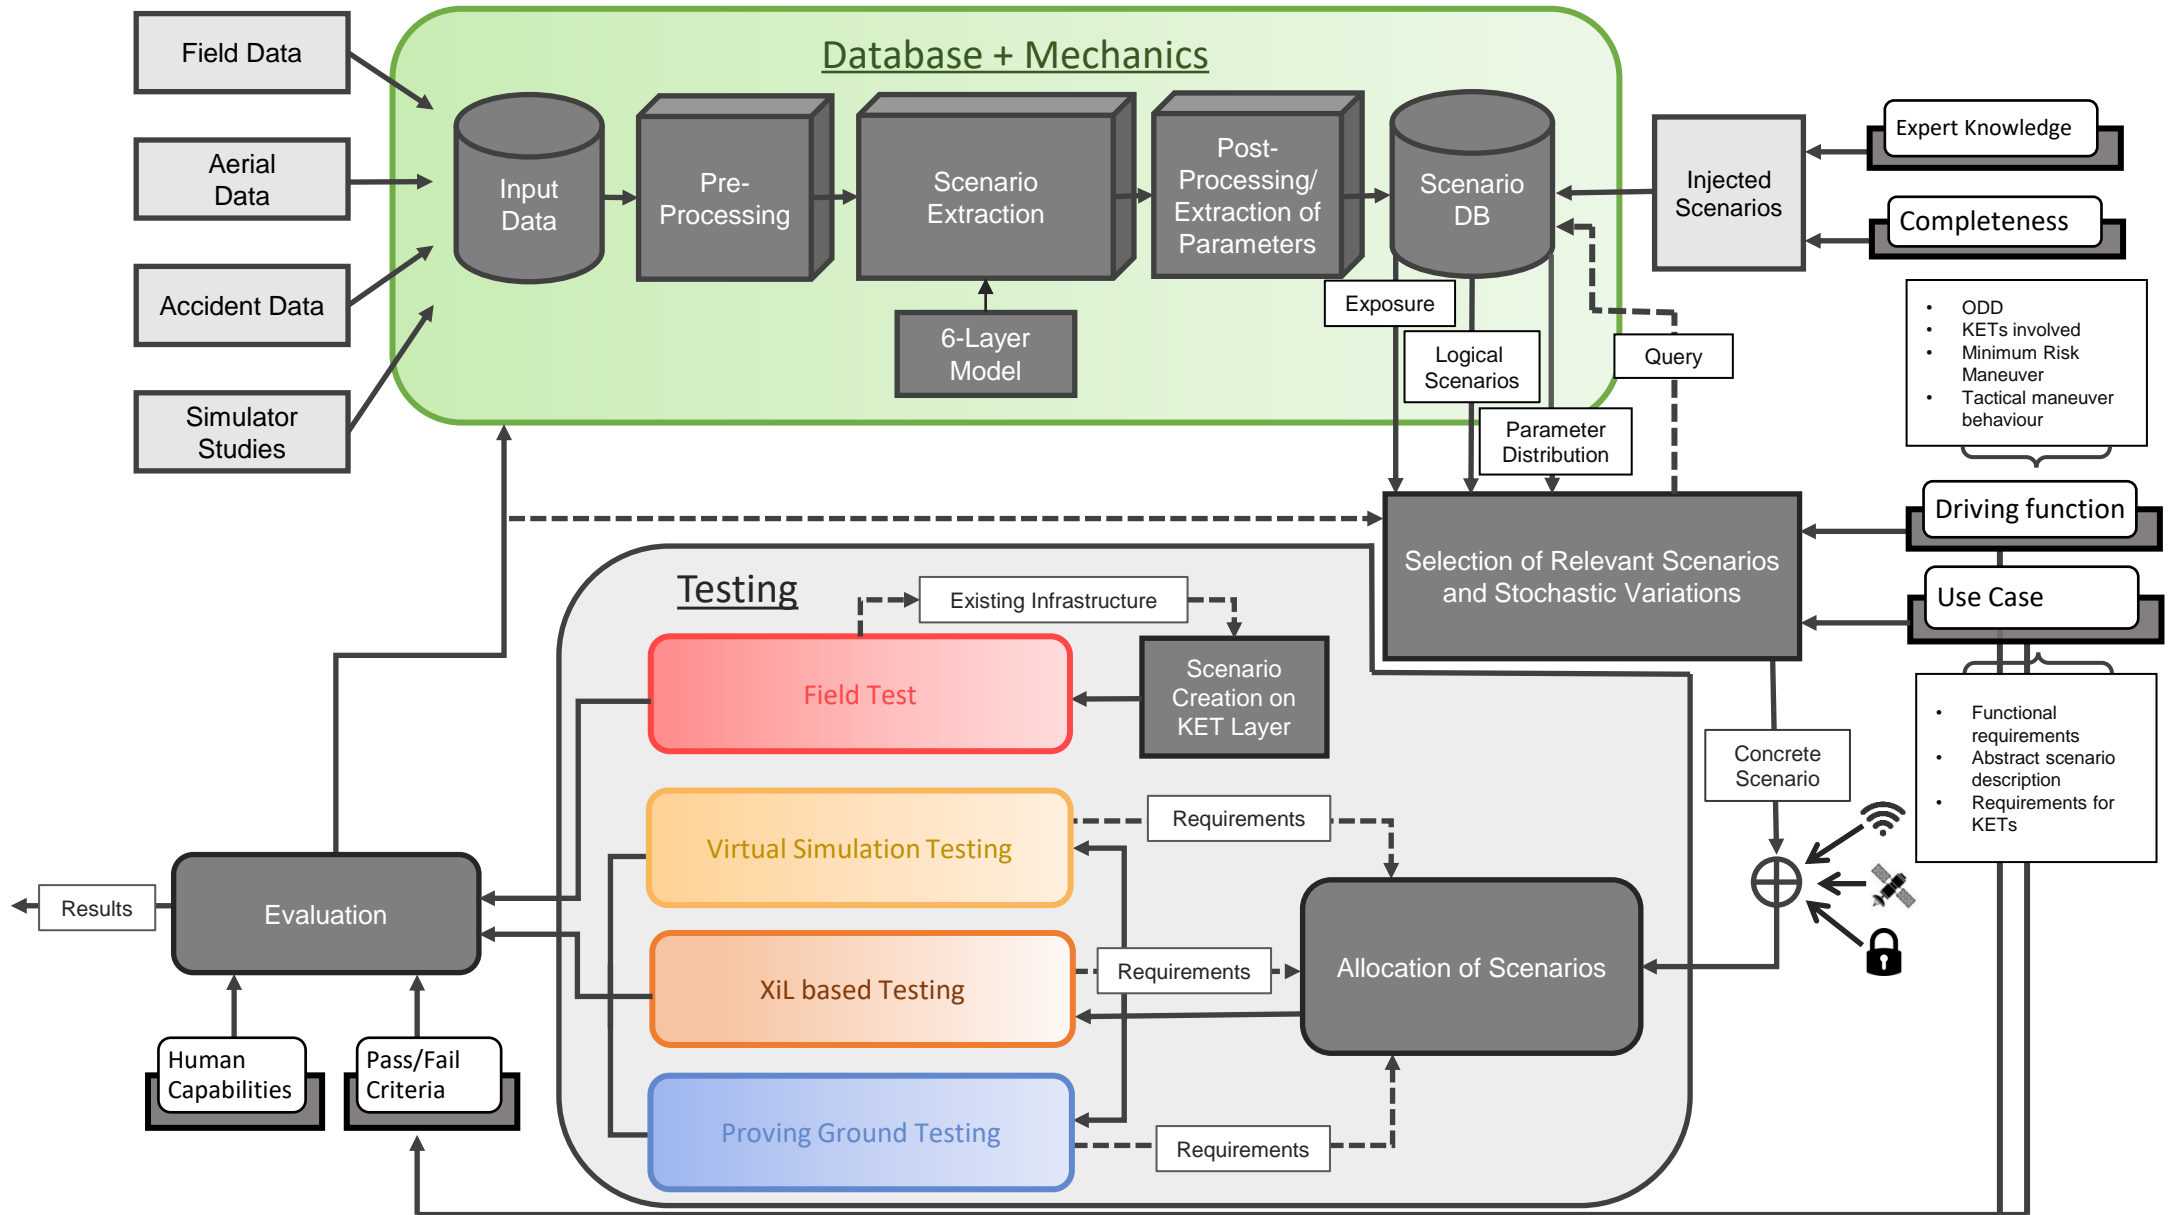 Database + Mechanics
Field Data
Aerial
Data
Accident Data
Simulator
Studies
Input
Data
Pre-
Processing
Scenario
Extraction
6-Layer
Model
Post-
Processing/
Extraction of
Parameters
Scenario
DB
Injected
Scenarios
Expert Knowledge
Completeness
Exposure
Logical
Scenarios
Parameter
Distribution
Query
• ODD
• KETs involved
• Minimum Risk
Maneuver
• Tactical maneuver
behaviour
Driving function
Use Case
• Functional
requirements
• Abstract scenario
description
• Requirements for
KETs
Selection of Relevant Scenarios
and Stochastic Variations
Concrete
Scenario
Testing
Existing Infrastructure
Scenario
Creation on
KET Layer
Field Test
Virtual Simulation Testing
Requirements
XiL based Testing
Requirements
Allocation of Scenarios
Proving Ground Testing
Requirements
Evaluation
Results
Human
Capabilities
Pass/Fail
Criteria